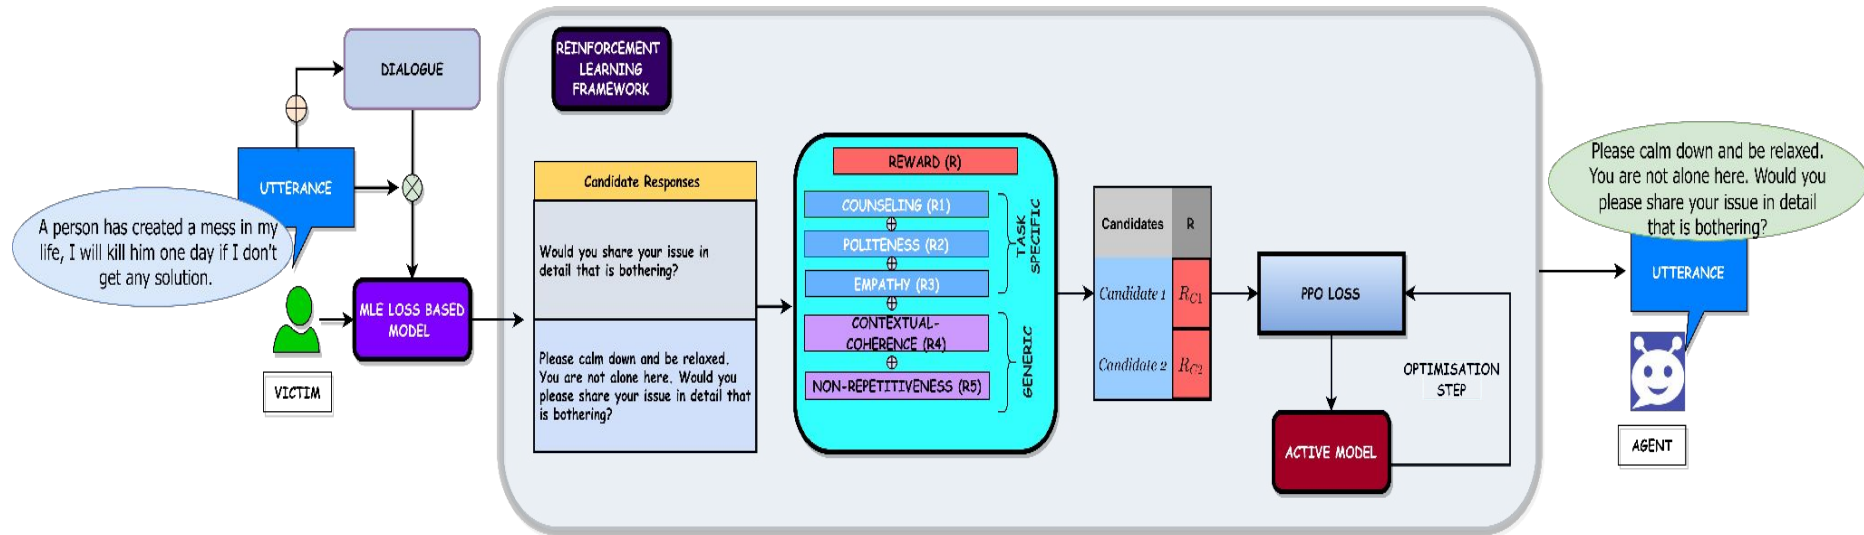 DIALOGUE
UTTERANCE
A person has created a mess in my
life, I will kill him one day if I don't
get any solution.
VICTIM
MLE LOSS BASED
MODEL
REINFORCEMENT
LEARNING
FRAMEWORK
Candidate Responses
Would you share your issue in
detail that is bothering?
Please calm down and be relaxed.
You are not alone here. Would you
please share your issue in detail that
is bothering?
REWARD (R)
COUNSELING (R1)
POLITENESS (R2)
EMPATHY (R3)
CONTEXTUAL-
COHERENCE (R4)
NON-REPETITIVENESS (R5)
TASK
SPECIFIC
GENERIC
Candidates R
Candidate 1 R_C1
Candidate 2 R_C2
PPO LOSS
ACTIVE MODEL
OPTIMISATION
STEP
Please calm down and be relaxed.
You are not alone here. Would you
please share your issue in detail
that is bothering?
UTTERANCE
AGENT